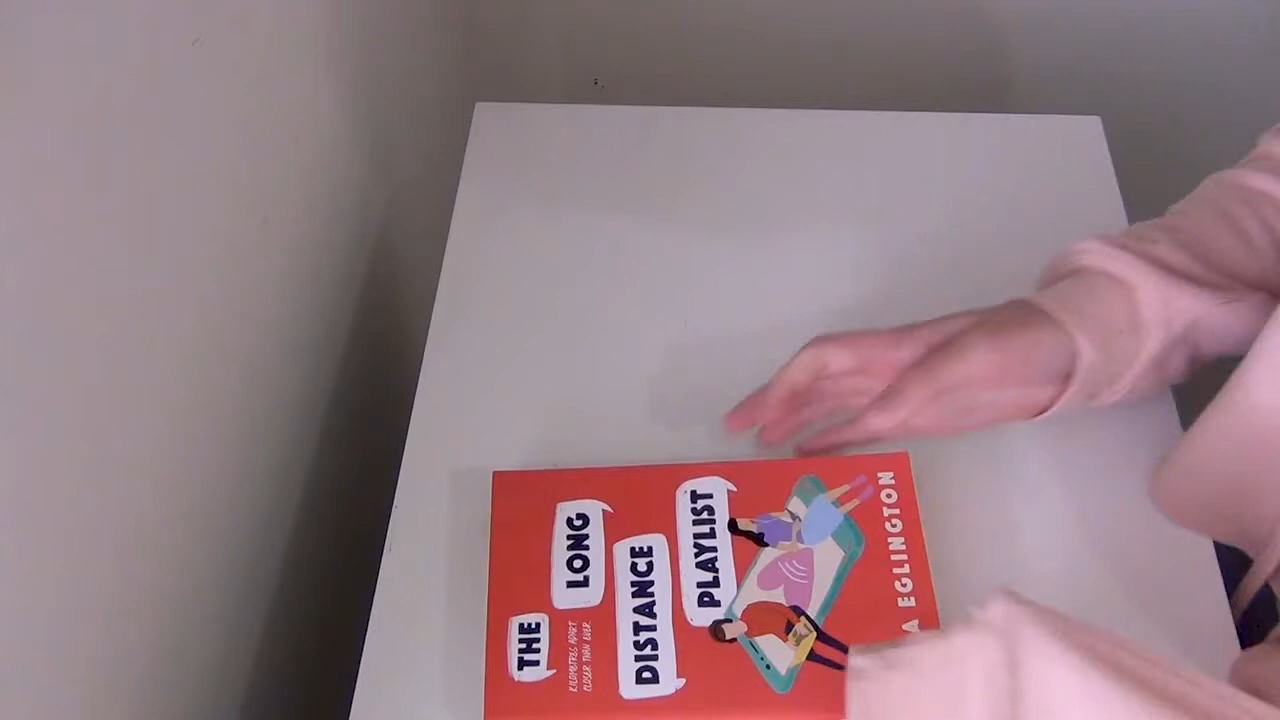 THE
LONG
DISTANCE
PLAYLIST
KILOMETRES APART.
CLOSER THAN EVER.
EGLINGTON